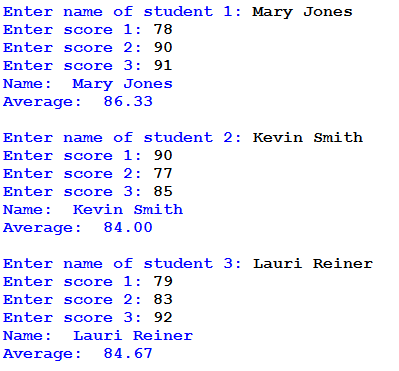 Enter name of student 1: Mary Jones
Enter score 1: 78
Enter score 2: 90
Enter score 3: 91
Name:  Mary Jones
Average:  86.33

Enter name of student 2: Kevin Smith
Enter score 1: 90
Enter score 2: 77
Enter score 3: 85
Name:  Kevin Smith
Average:  84.00

Enter name of student 3: Lauri Reiner
Enter score 1: 79
Enter score 2: 83
Enter score 3: 92
Name:  Lauri Reiner
Average:  84.67